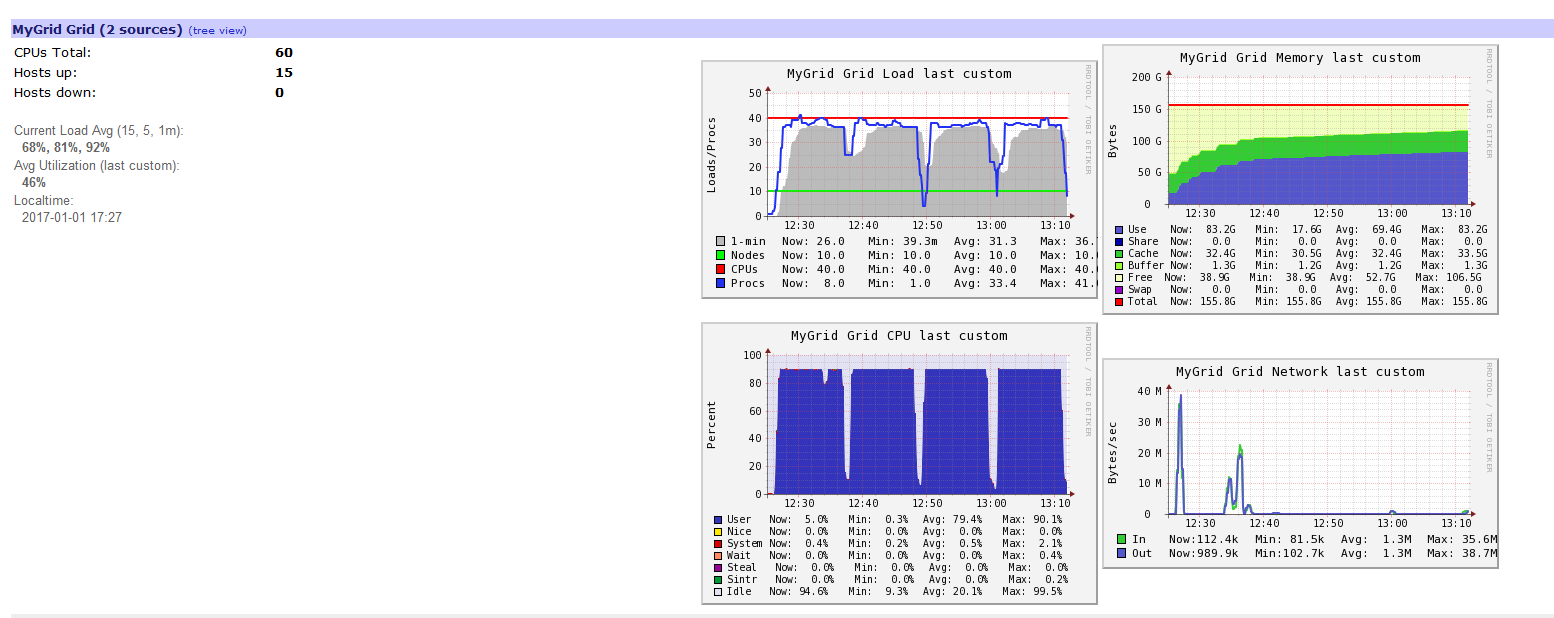 MyGrid Grid (2 sources) (tree view)
CPUs Total: 60
Hosts up: 15
Hosts down: 0
Current Load Avg (15, 5, 1m):
68%, 81%, 92%
Avg Utilization (last custom):
46%
Localtime:
2017-01-01 17:27
MyGrid Grid Load last custom
RRDTOOL / TOBI OETIKER
Loads/Procs
50
40
30
20
10
0
12:30 12:40 12:50 13:00 13:10
1-min Now: 26.0 Min: 39.3m Avg: 31.3 Max: 36.
Nodes Now: 10.0 Min: 10.0 Avg: 10.0 Max: 10.
CPUs Now: 40.0 Min: 40.0 Avg: 40.0 Max: 40.
Procs Now: 8.0 Min: 1.0 Avg: 33.4 Max: 41.
MyGrid Grid Memory last custom
RRDTOOL / TOBI OETIKER
Bytes
200 G
150 G
100 G
50 G
0
12:30 12:40 12:50 13:00 13:10
Use Now: 83.2G Min: 17.6G Avg: 69.4G Max: 83.2G
Share Now: 0.0 Min: 0.0 Avg: 0.0 Max: 0.0
Cache Now: 32.4G Min: 30.5G Avg: 32.4G Max: 33.5G
Buffer Now: 1.3G Min: 1.2G Avg: 1.2G Max: 1.3G
Free Now: 38.9G Min: 38.9G Avg: 52.7G Max: 106.5G
Swap Now: 0.0 Min: 0.0 Avg: 0.0 Max: 0.0
Total Now: 155.8G Min: 155.8G Avg: 155.8G Max: 155.8G
MyGrid Grid CPU last custom
RRDTOOL / TOBI OETIKER
Percent
100
80
60
40
20
0
12:30 12:40 12:50 13:00 13:10
User Now: 5.0% Min: 0.3% Avg: 79.4% Max: 90.1%
Nice Now: 0.0% Min: 0.0% Avg: 0.0% Max: 0.0%
System Now: 0.4% Min: 0.2% Avg: 0.5% Max: 2.1%
Wait Now: 0.0% Min: 0.0% Avg: 0.0% Max: 0.4%
Steal Now: 0.0% Min: 0.0% Avg: 0.0% Max: 0.0%
Sintr Now: 0.0% Min: 0.0% Avg: 0.0% Max: 0.2%
Idle Now: 94.6% Min: 9.3% Avg: 20.1% Max: 99.5%
MyGrid Grid Network last custom
RRDTOOL / TOBI OETIKER
Bytes/sec
40 M
30 M
20 M
10 M
0
12:30 12:40 12:50 13:00 13:10
In Now:112.4k Min: 81.5k Avg: 1.3M Max: 35.6M
Out Now:989.9k Min:102.7k Avg: 1.3M Max: 38.7M